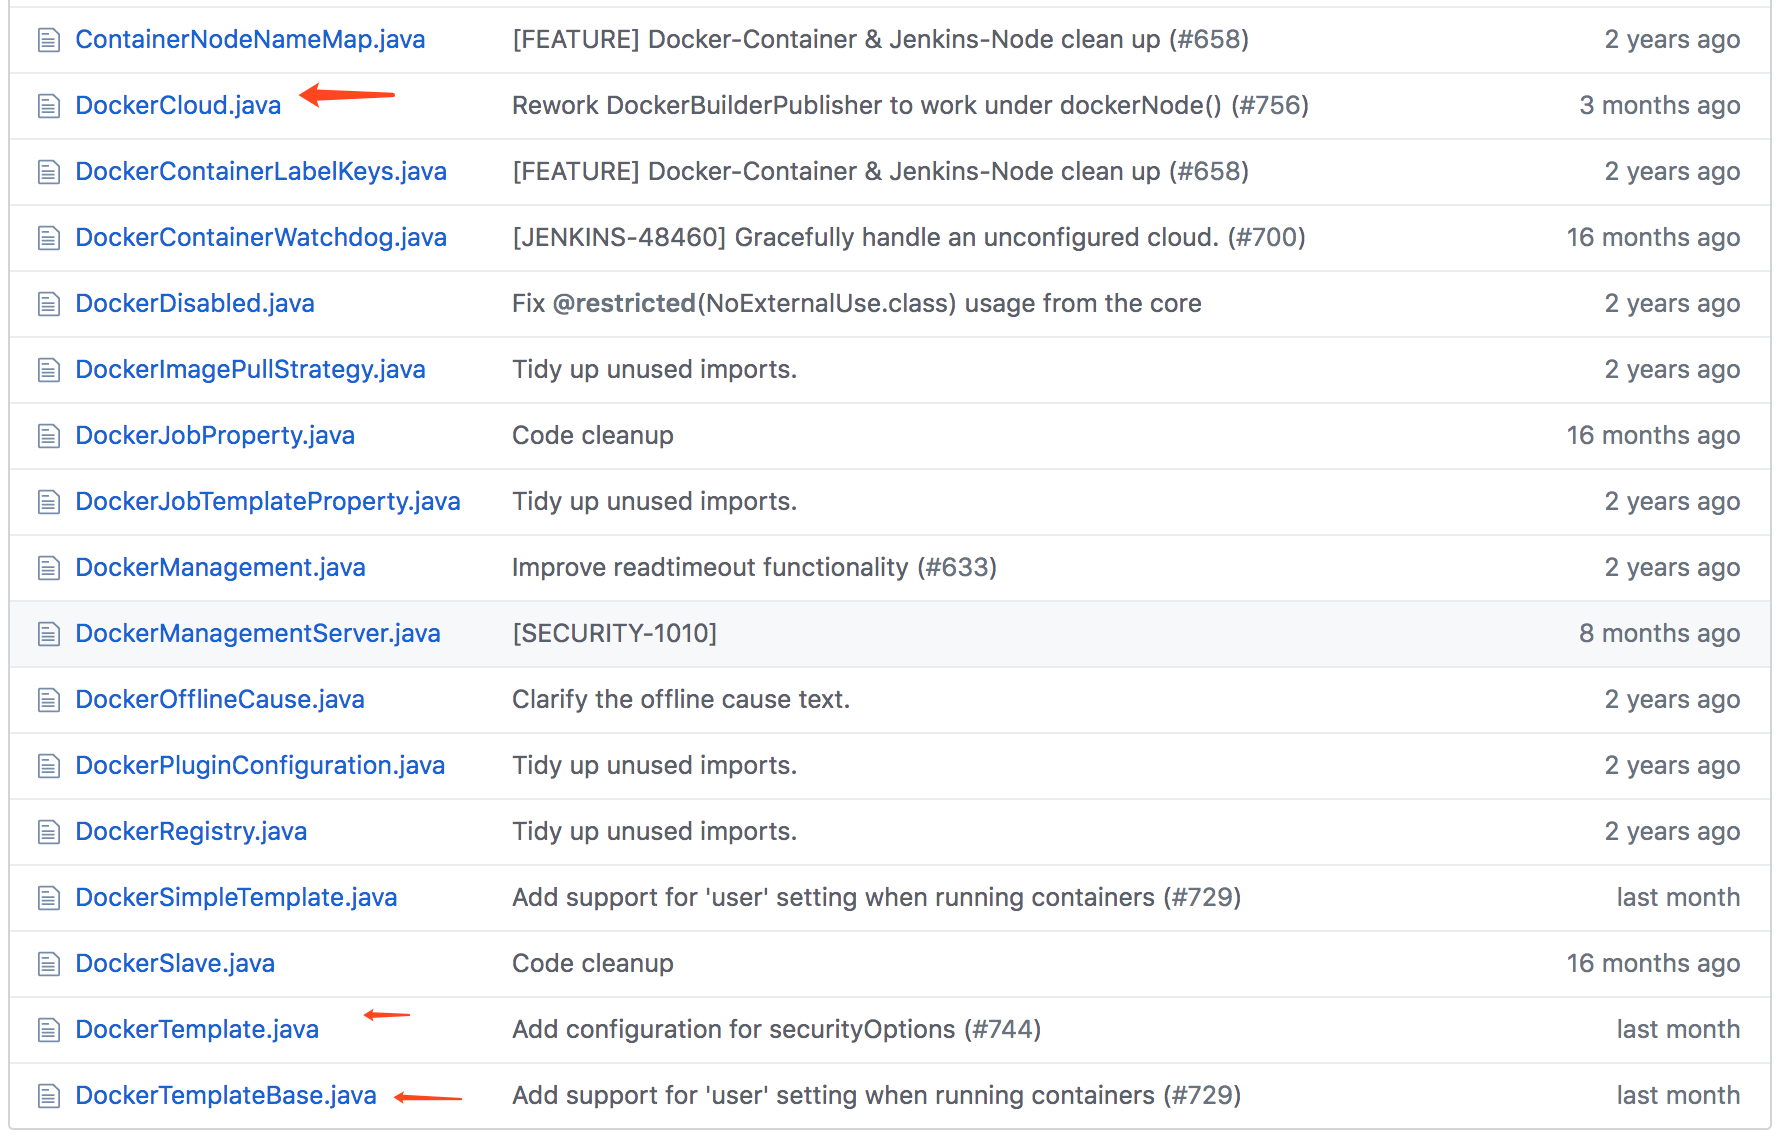 ContainerNodeNameMap.java [FEATURE] Docker-Container & Jenkins-Node clean up (#658) 2 years ago
DockerCloud.java Rework DockerBuilderPublisher to work under dockerNode() (#756) 3 months ago
DockerContainerLabelKeys.java [FEATURE] Docker-Container & Jenkins-Node clean up (#658) 2 years ago
DockerContainerWatchdog.java [JENKINS-48460] Gracefully handle an unconfigured cloud. (#700) 16 months ago
DockerDisabled.java Fix @restricted(NoExternalUse.class) usage from the core 2 years ago
DockerImagePullStrategy.java Tidy up unused imports. 2 years ago
DockerJobProperty.java Code cleanup 16 months ago
DockerJobTemplateProperty.java Tidy up unused imports. 2 years ago
DockerManagement.java Improve readtimeout functionality (#633) 2 years ago
DockerManagementServer.java [SECURITY-1010] 8 months ago
DockerOfflineCause.java Clarify the offline cause text. 2 years ago
DockerPluginConfiguration.java Tidy up unused imports. 2 years ago
DockerRegistry.java Tidy up unused imports. 2 years ago
DockerSimpleTemplate.java Add support for 'user' setting when running containers (#729) last month
DockerSlave.java Code cleanup 16 months ago
DockerTemplate.java Add configuration for securityOptions (#744) last month
DockerTemplateBase.java Add support for 'user' setting when running containers (#729) last month